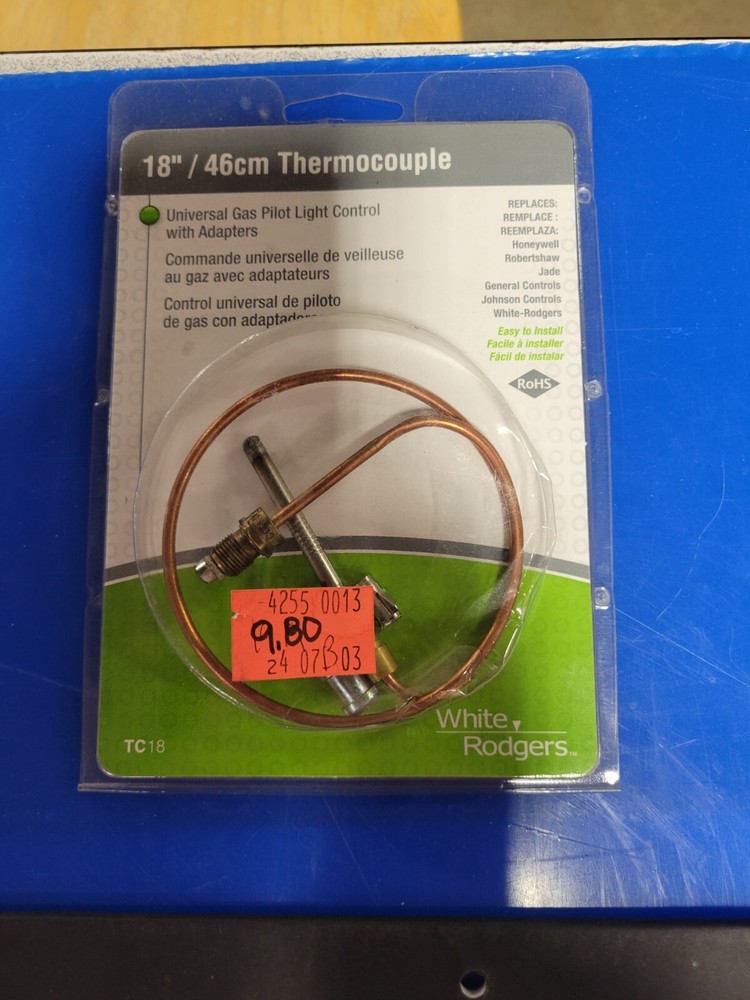 18" / 46cm Thermocouple
Universal Gas Pilot Light Control
with Adapters
Commande universelle de veilleuse
au gaz avec adaptateurs
Control universal de piloto
de gas con adaptadores
REPLACES:
REMPLACE :
REEMPLAZA:
Honeywell
Robertshaw
Jade
General Controls
Johnson Controls
White-Rodgers
Easy to Install
Facile à installer
Fácil de instalar
RoHS
4255 0013
9.80
24 07B03
White
Rodgers™
TC18